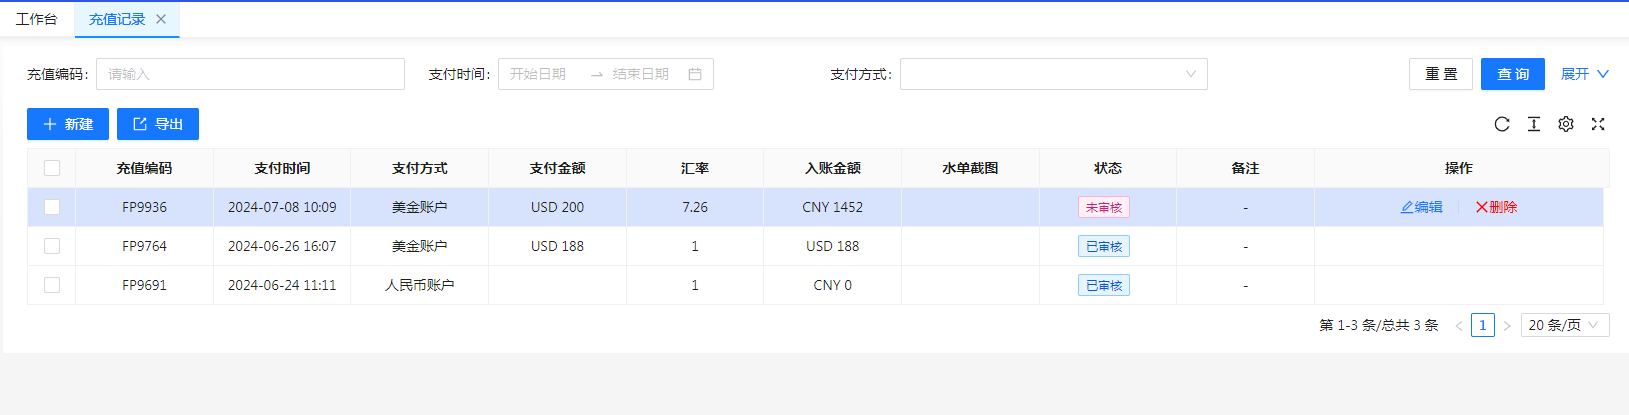 工作台 充值记录
充值编码: 请输入 支付时间: 开始日期 结束日期 支付方式: 重 置 查 询 展开
新建 导出
充值编码 支付时间 支付方式 支付金额 汇率 入账金额 水单截图 状态 备注 操作
FP9936 2024-07-08 10:09 美金账户 USD 200 7.26 CNY 1452 未审核 - 编辑 删除
FP9764 2024-06-26 16:07 美金账户 USD 188 1 USD 188 已审核 -
FP9691 2024-06-24 11:11 人民币账户 1 CNY 0 已审核 -
第 1-3 条/总共 3 条 1 20 条/页